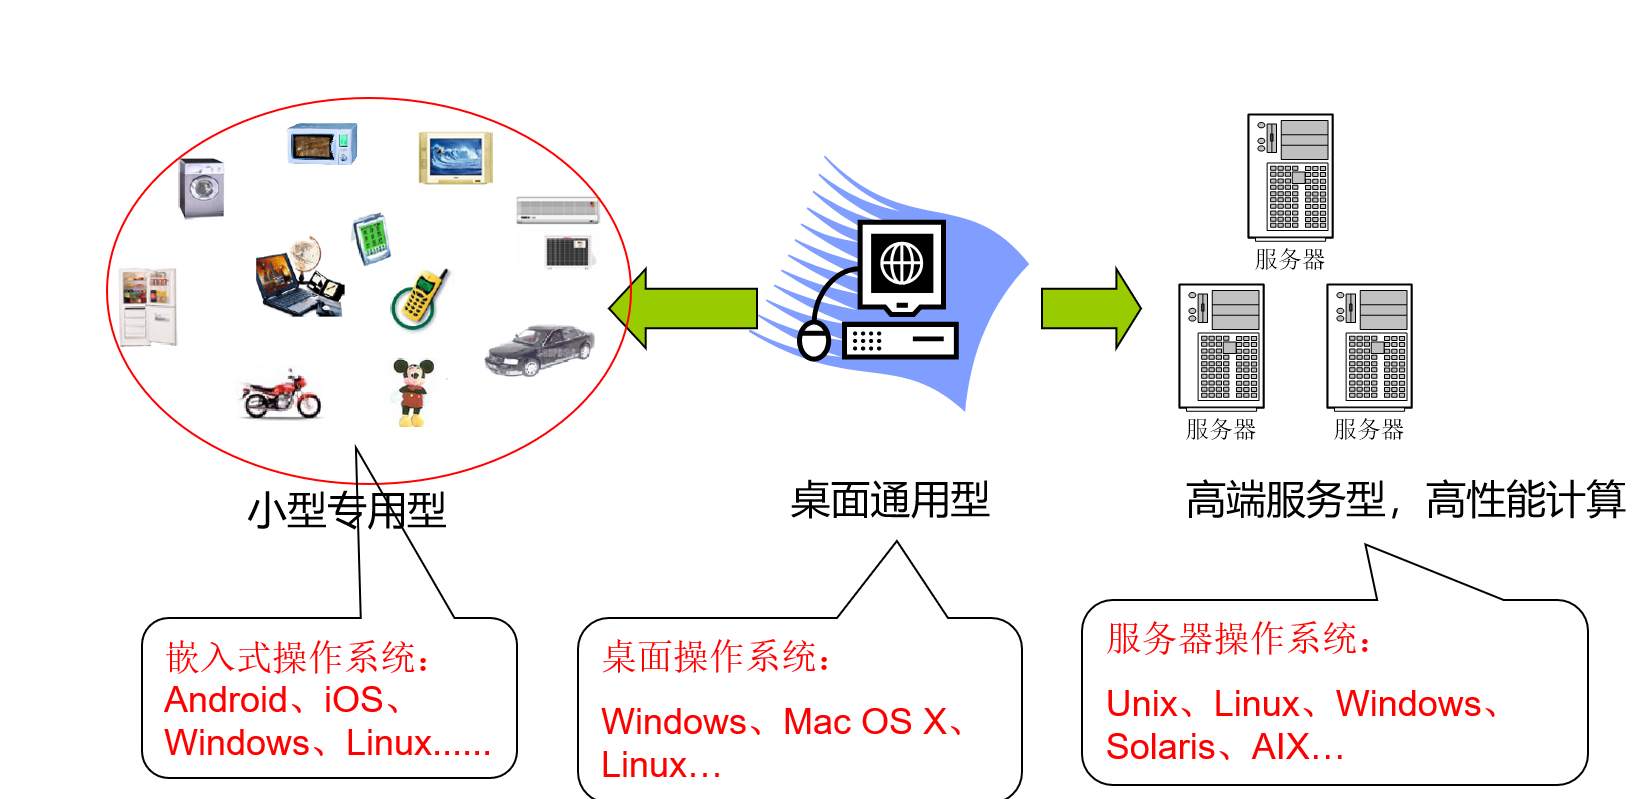 服务器
服务器
服务器
小型专用型
桌面通用型
高端服务型，高性能计算
嵌入式操作系统：
Android、iOS、
Windows、Linux......
桌面操作系统：
Windows、Mac OS X、
Linux…
服务器操作系统：
Unix、Linux、Windows、
Solaris、AIX…